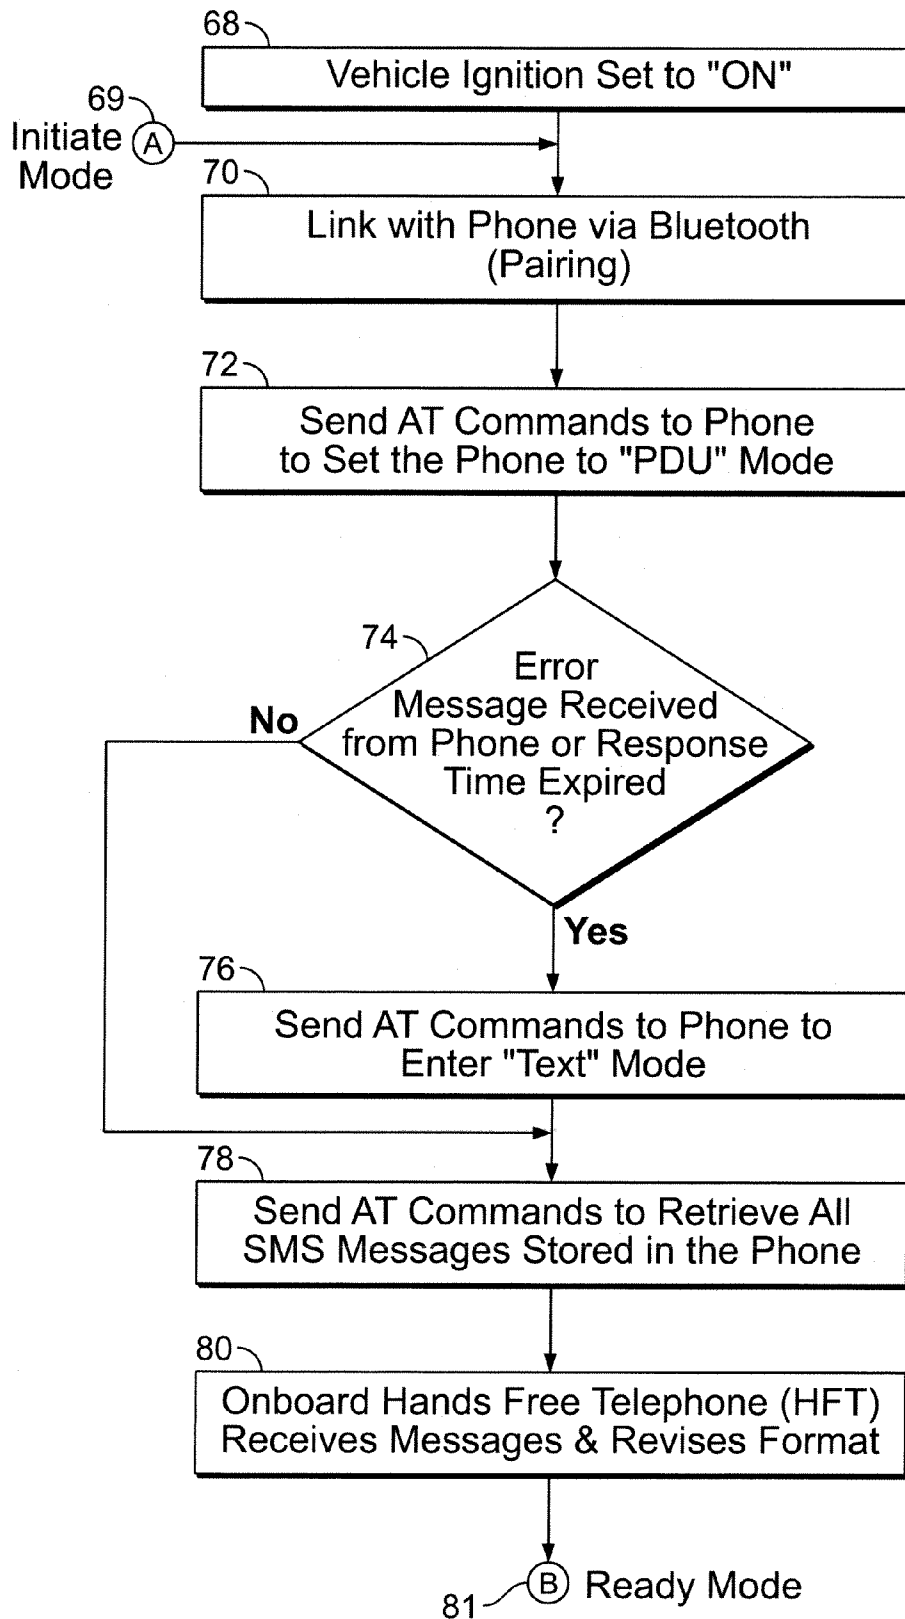 68
Vehicle Ignition Set to "ON"
69
Initiate
Mode
A
70
Link with Phone via Bluetooth
(Pairing)
72
Send AT Commands to Phone
to Set the Phone to "PDU" Mode
74
Error
Message Received
from Phone or Response
Time Expired
?
No
Yes
76
Send AT Commands to Phone to
Enter "Text" Mode
78
Send AT Commands to Retrieve All
SMS Messages Stored in the Phone
80
Onboard Hands Free Telephone (HFT)
Receives Messages & Revises Format
B
Ready Mode
81